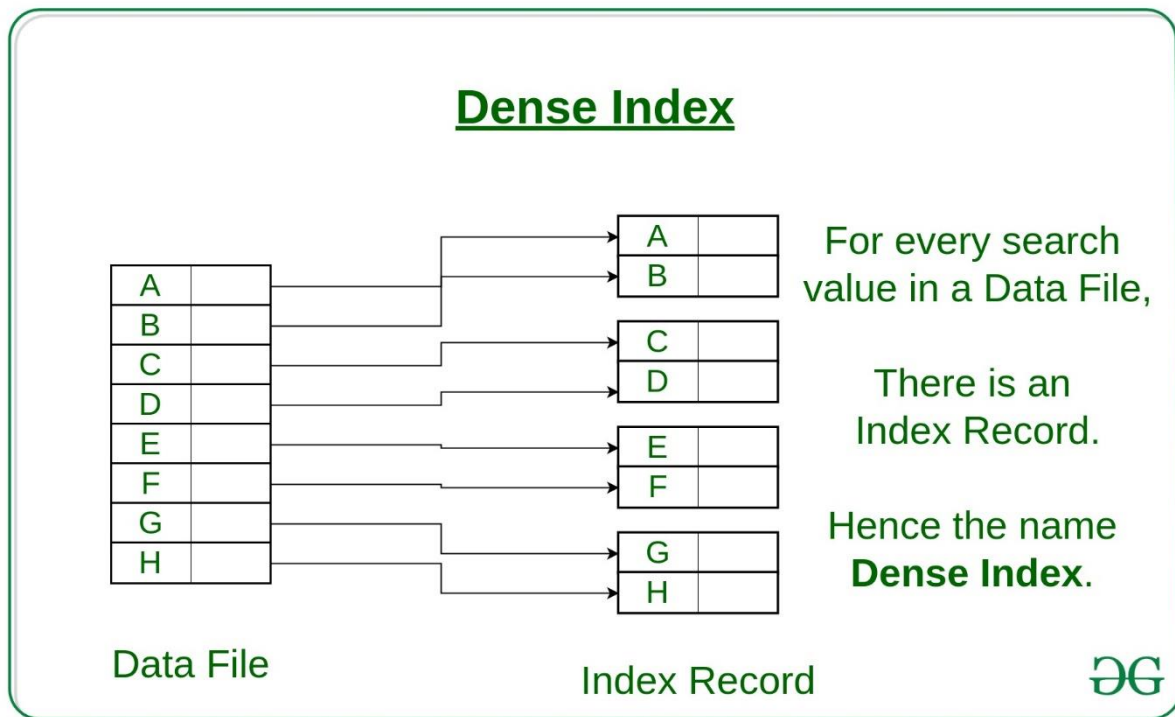 Dense Index
A
B
C
D
E
F
G
H
Data File
A
B
C
D
E
F
G
H
Index Record
For every search
value in a Data File,
There is an
Index Record.
Hence the name
Dense Index.